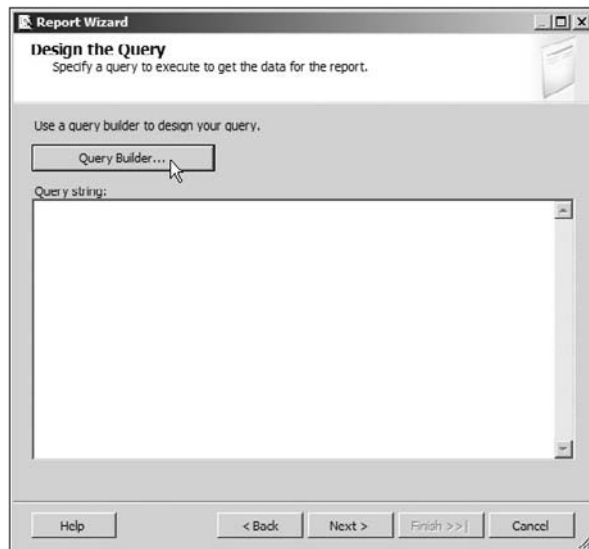 Report Wizard
Design the Query
Specify a query to execute to get the data for the report.
Use a query builder to design your query.
Query Builder...
Query string:
Help
< Back
Next >
Finish >>|
Cancel